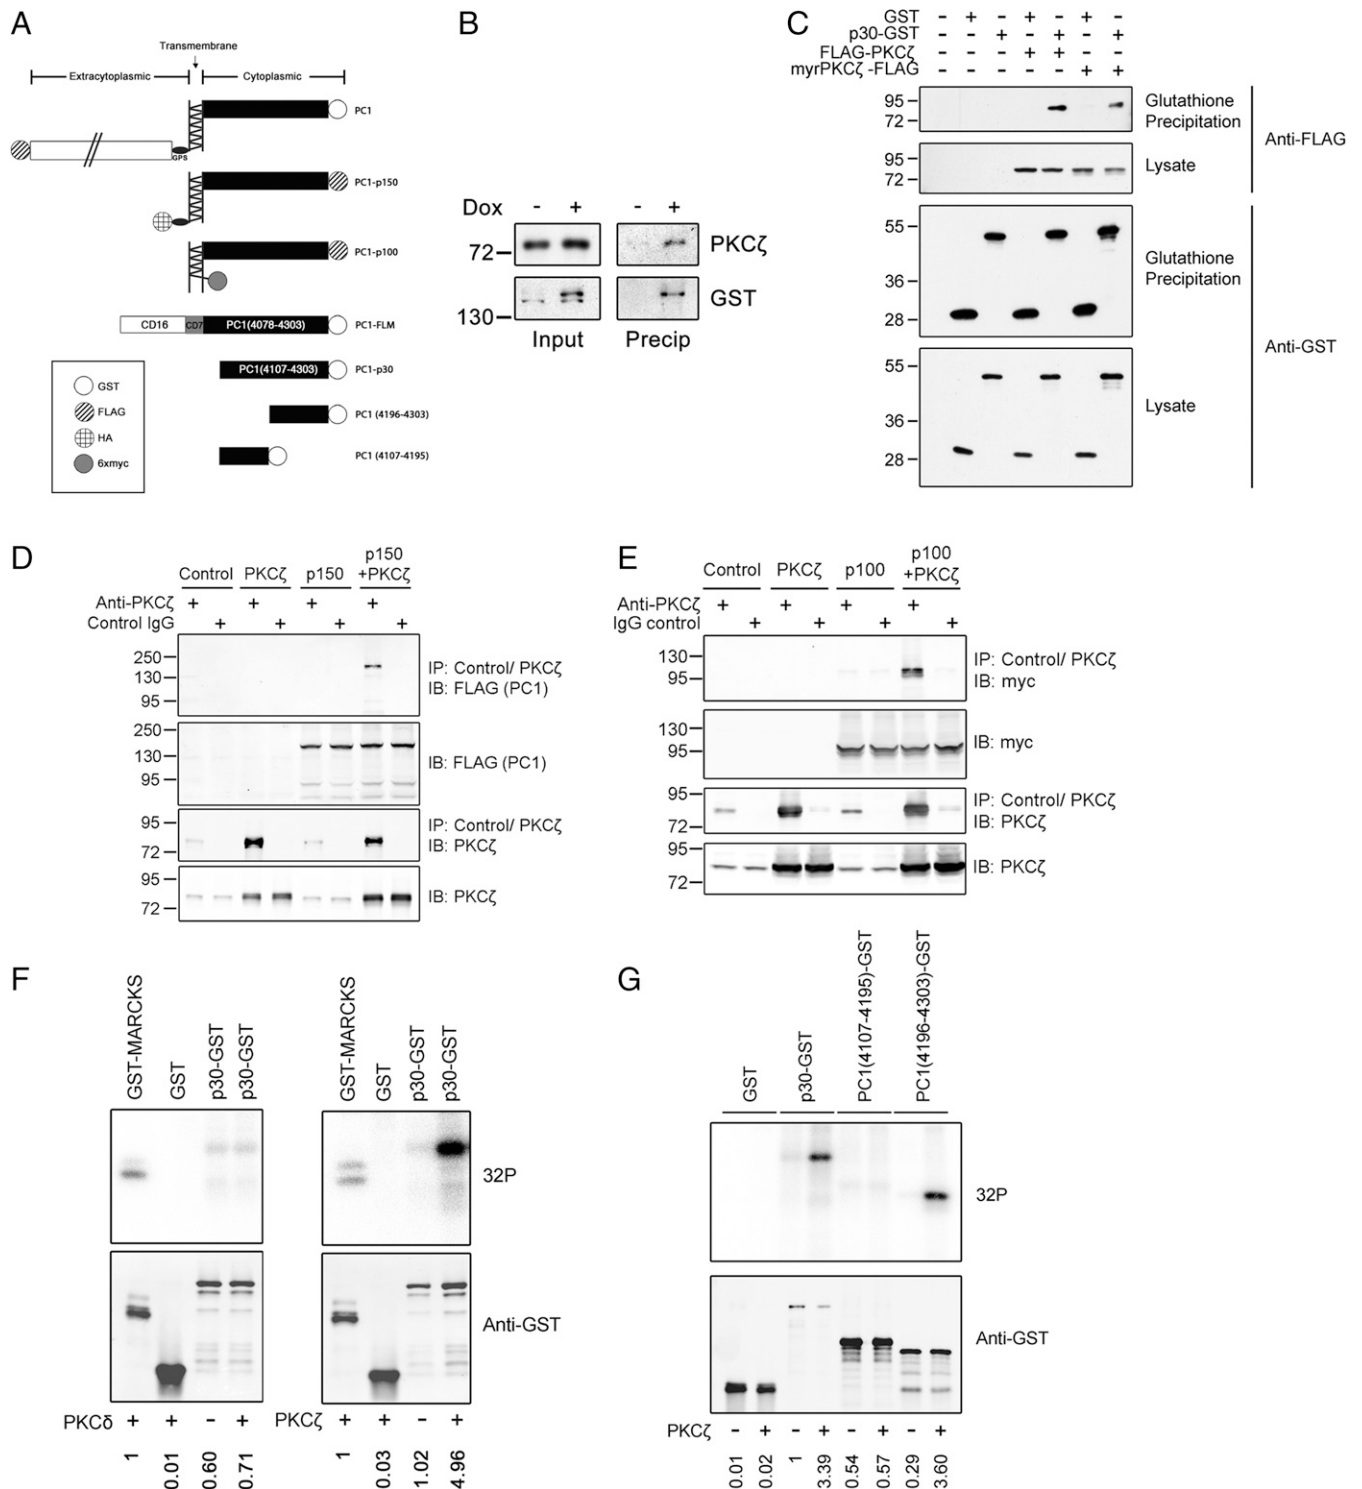 A
Transmembrane
Extracytoplasmic
Cytoplasmic
PC1
GPS
PC1-p150
PC1-p100
CD16
CD7
PC1(4078-4303)
PC1-FLM
PC1(4107-4303)
PC1-p30
PC1 (4196-4303)
PC1 (4107-4195)
GST
FLAG
HA
6xmyc
B
Dox - + - +
72
PKCζ
130
GST
Input Precip
C
GST - + - + - + -
p30-GST - - + - + - +
FLAG-PKCζ - - - + + - -
myrPKCζ -FLAG - - - - - + +
95
72
Glutathione
Precipitation
95
72
Lysate
Anti-FLAG
55
36
28
Glutathione
Precipitation
55
36
28
Lysate
Anti-GST
D
Control PKCζ p150 p150
+PKCζ
Anti-PKCζ + + + +
Control IgG + + + +
250
130
95
IP: Control/ PKCζ
IB: FLAG (PC1)
250
130
95
IB: FLAG (PC1)
95
72
IP: Control/ PKCζ
IB: PKCζ
95
72
IB: PKCζ
E
Control PKCζ p100 p100
+PKCζ
Anti-PKCζ + + + +
IgG control + + + +
130
95
IP: Control/ PKCζ
IB: myc
130
95
IB: myc
95
72
IP: Control/ PKCζ
IB: PKCζ
95
72
IB: PKCζ
F
GST-MARCKS
GST
p30-GST
p30-GST
GST-MARCKS
GST
p30-GST
p30-GST
32P
Anti-GST
PKCδ + + - +
1 0.01 0.60 0.71
PKCζ + + - +
1 0.03 1.02 4.96
G
GST
p30-GST
PC1(4107-4195)-GST
PC1(4196-4303)-GST
32P
Anti-GST
PKCζ - + - + - + - +
0.01 0.02 1 3.39 0.54 0.57 0.29 3.60